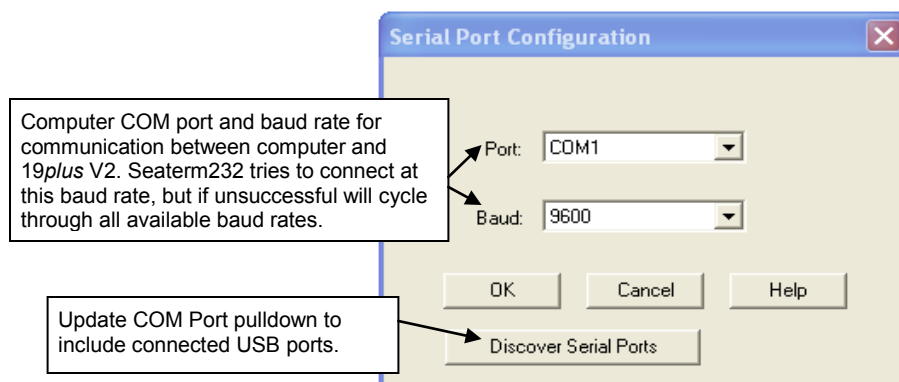 Serial Port Configuration
Computer COM port and baud rate for
communication between computer and
19plus V2. Seaterm232 tries to connect at
this baud rate, but if unsuccessful will cycle
through all available baud rates.
Port: COM1
Baud: 9600
OK Cancel Help
Update COM Port pulldown to
include connected USB ports.
Discover Serial Ports